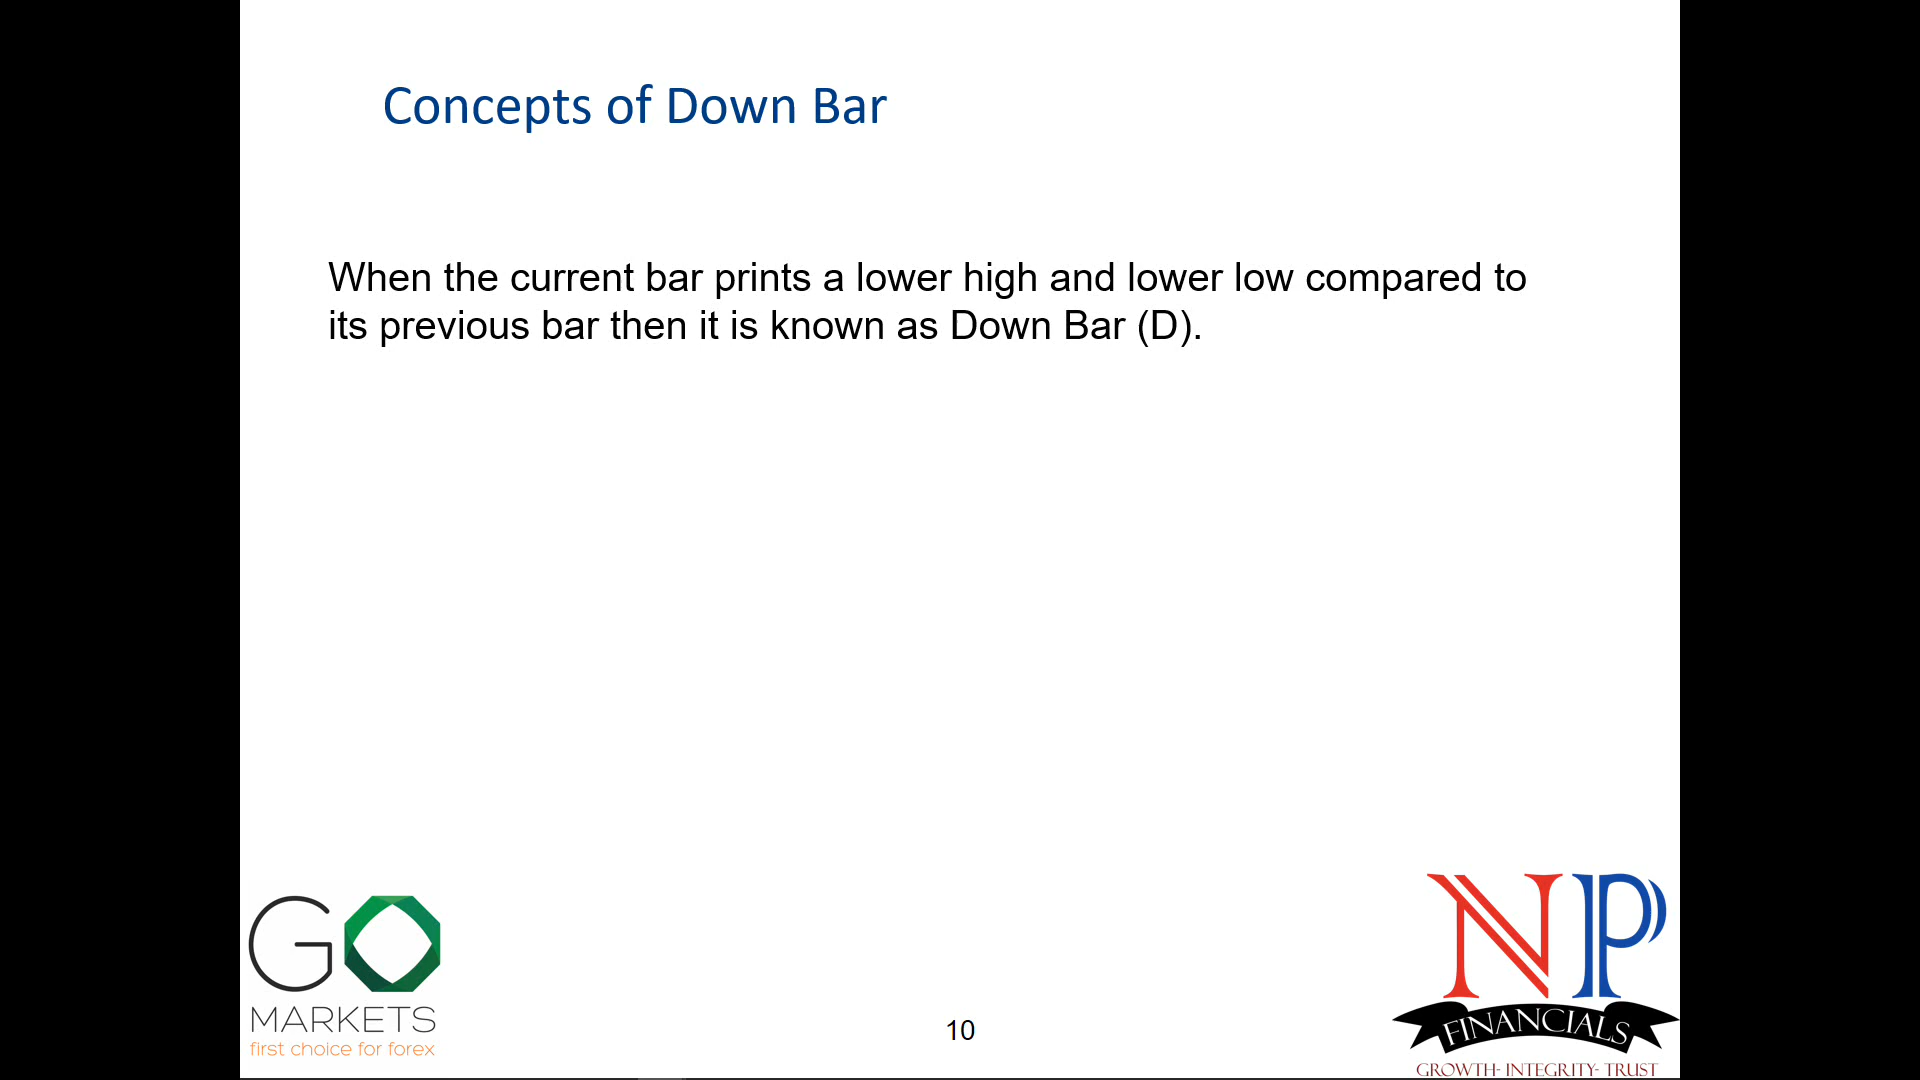 Concepts of Down Bar
When the current bar prints a lower high and lower low compared to
its previous bar then it is known as Down Bar (D).
GO
MARKETS
first choice for forex
10
NP
FINANCIALS
GROWTH- INTEGRITY- TRUST